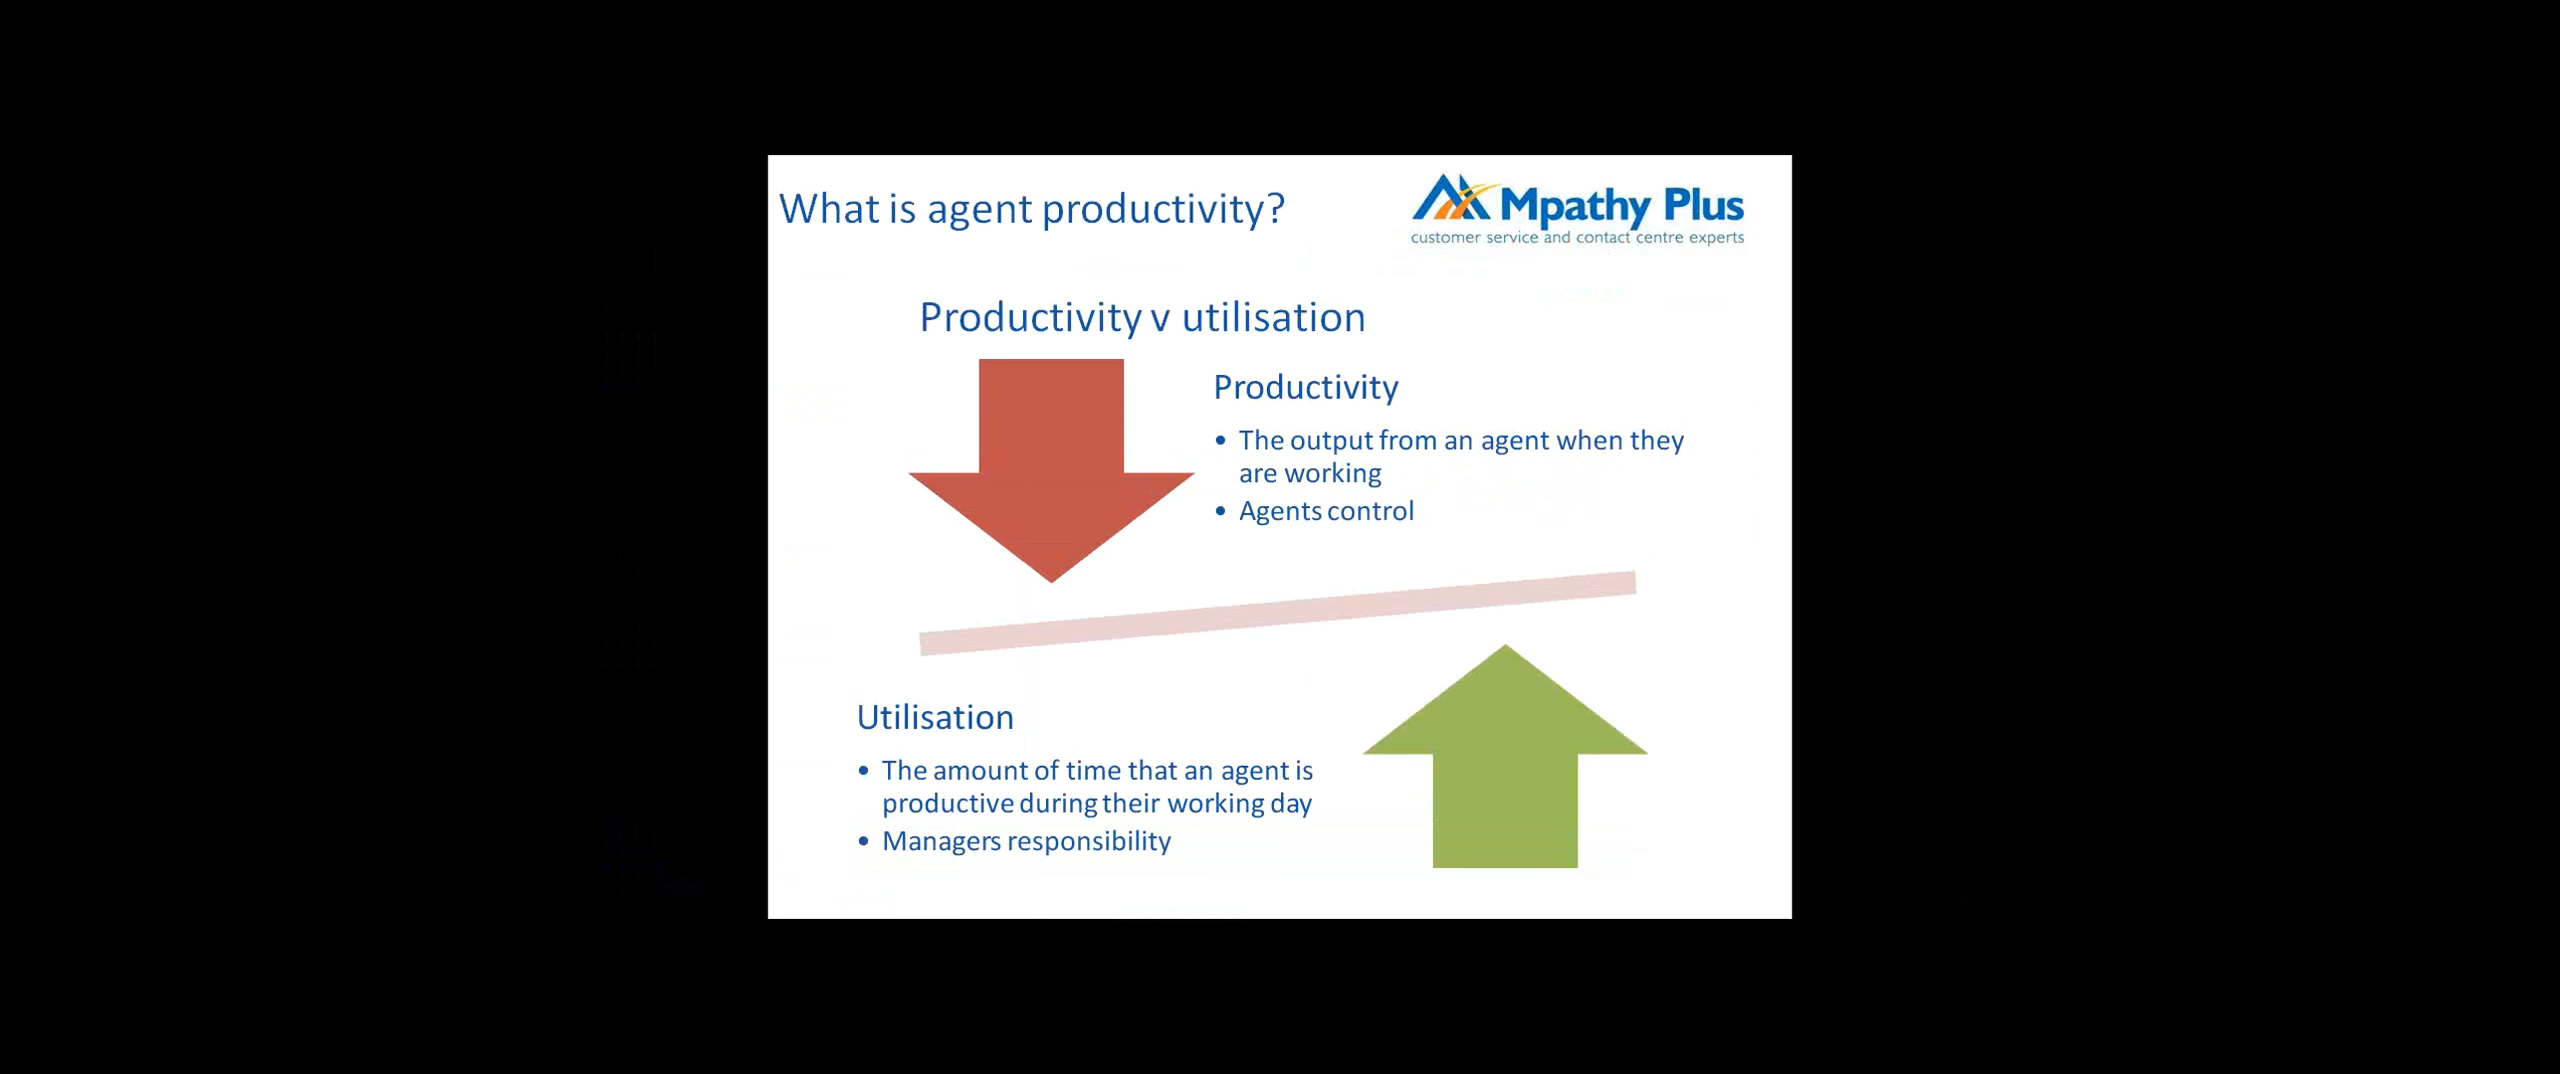 What is agent productivity?
Mpathy Plus
customer service and contact centre experts
Productivity v utilisation
Productivity
• The output from an agent when they
are working
• Agents control
Utilisation
• The amount of time that an agent is
productive during their working day
• Managers responsibility